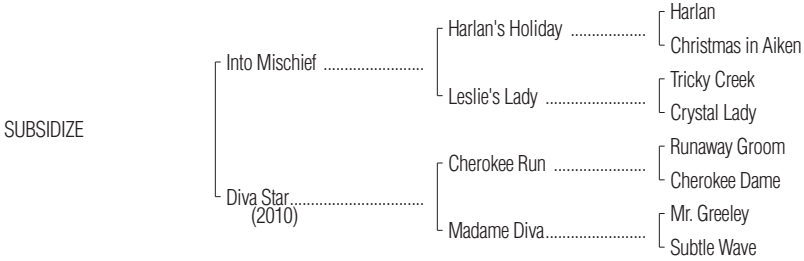 Harlan
Harlan's Holiday ....................
Christmas in Aiken
Into Mischief ...........................
Tricky Creek
Leslie's Lady ...........................
Crystal Lady
SUBSIDIZE
Runaway Groom
Cherokee Run .........................
Cherokee Dame
Diva Star....................................
(2010)
Mr. Greeley
Madame Diva...........................
Subtle Wave